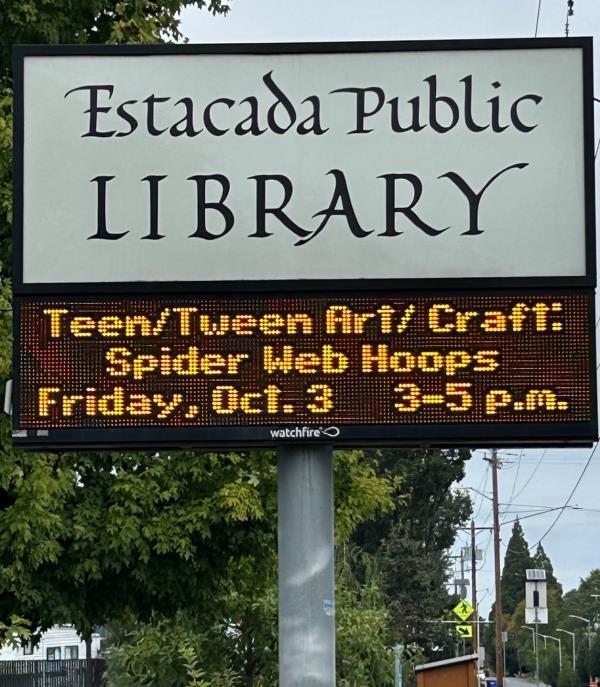 Estacada Public
LIBRARY
Teen/Tween Art/ Craft:
Spider Web Hoops
Friday, Oct. 3 3-5 p.m.
watchfire